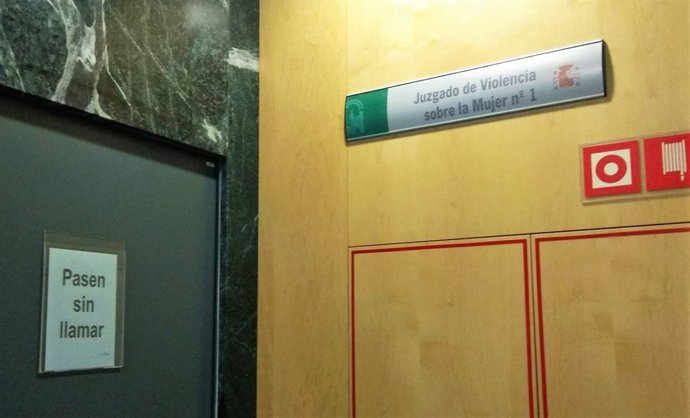 Juzgado de Violencia
sobre la Mujer nº 1
Pasen
sin
llamar